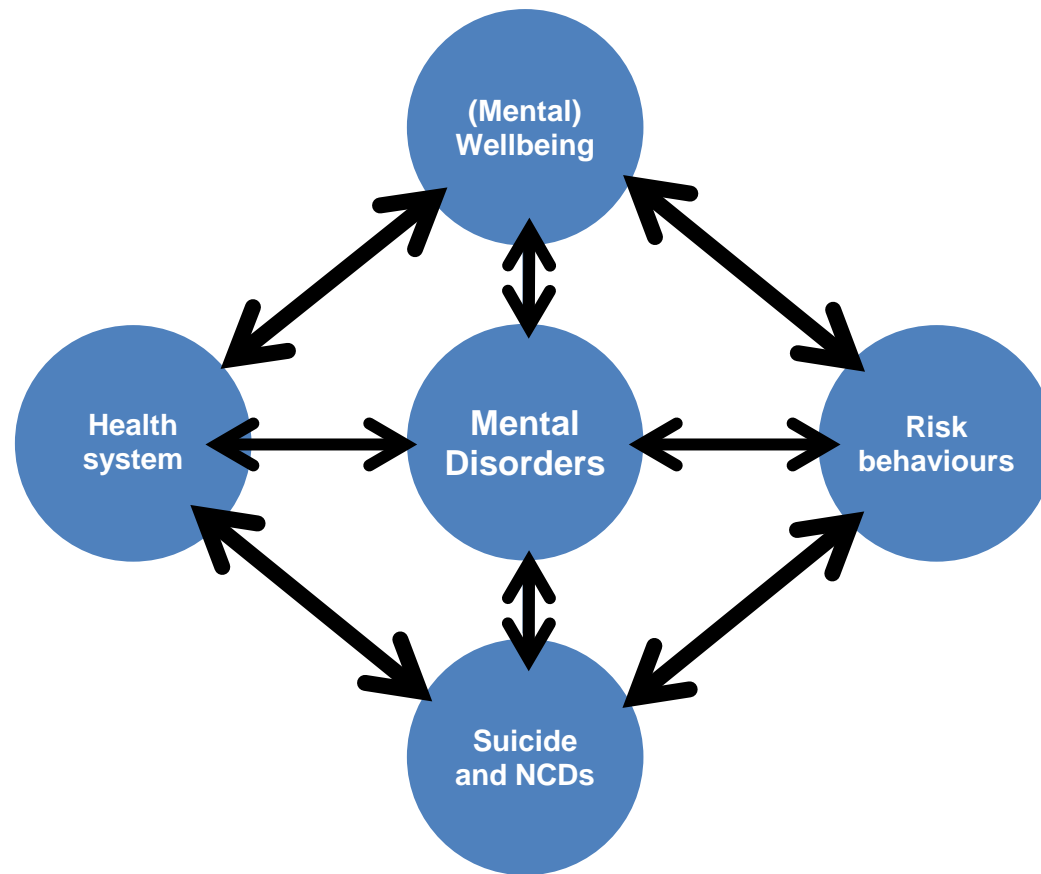 (Mental)
Wellbeing
Health
system
Mental
Disorders
Risk
behaviours
Suicide
and NCDs